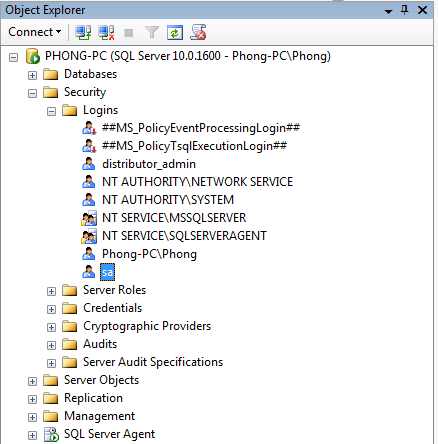 Object Explorer
Connect
PHONG-PC (SQL Server 10.0.1600 - Phong-PC\Phong)
Databases
Security
Logins
##MS_PolicyEventProcessingLogin##
##MS_PolicyTsqlExecutionLogin##
distributor_admin
NT AUTHORITY\NETWORK SERVICE
NT AUTHORITY\SYSTEM
NT SERVICE\MSSQLSERVER
NT SERVICE\SQLSERVERAGENT
Phong-PC\Phong
sa
Server Roles
Credentials
Cryptographic Providers
Audits
Server Audit Specifications
Server Objects
Replication
Management
SQL Server Agent